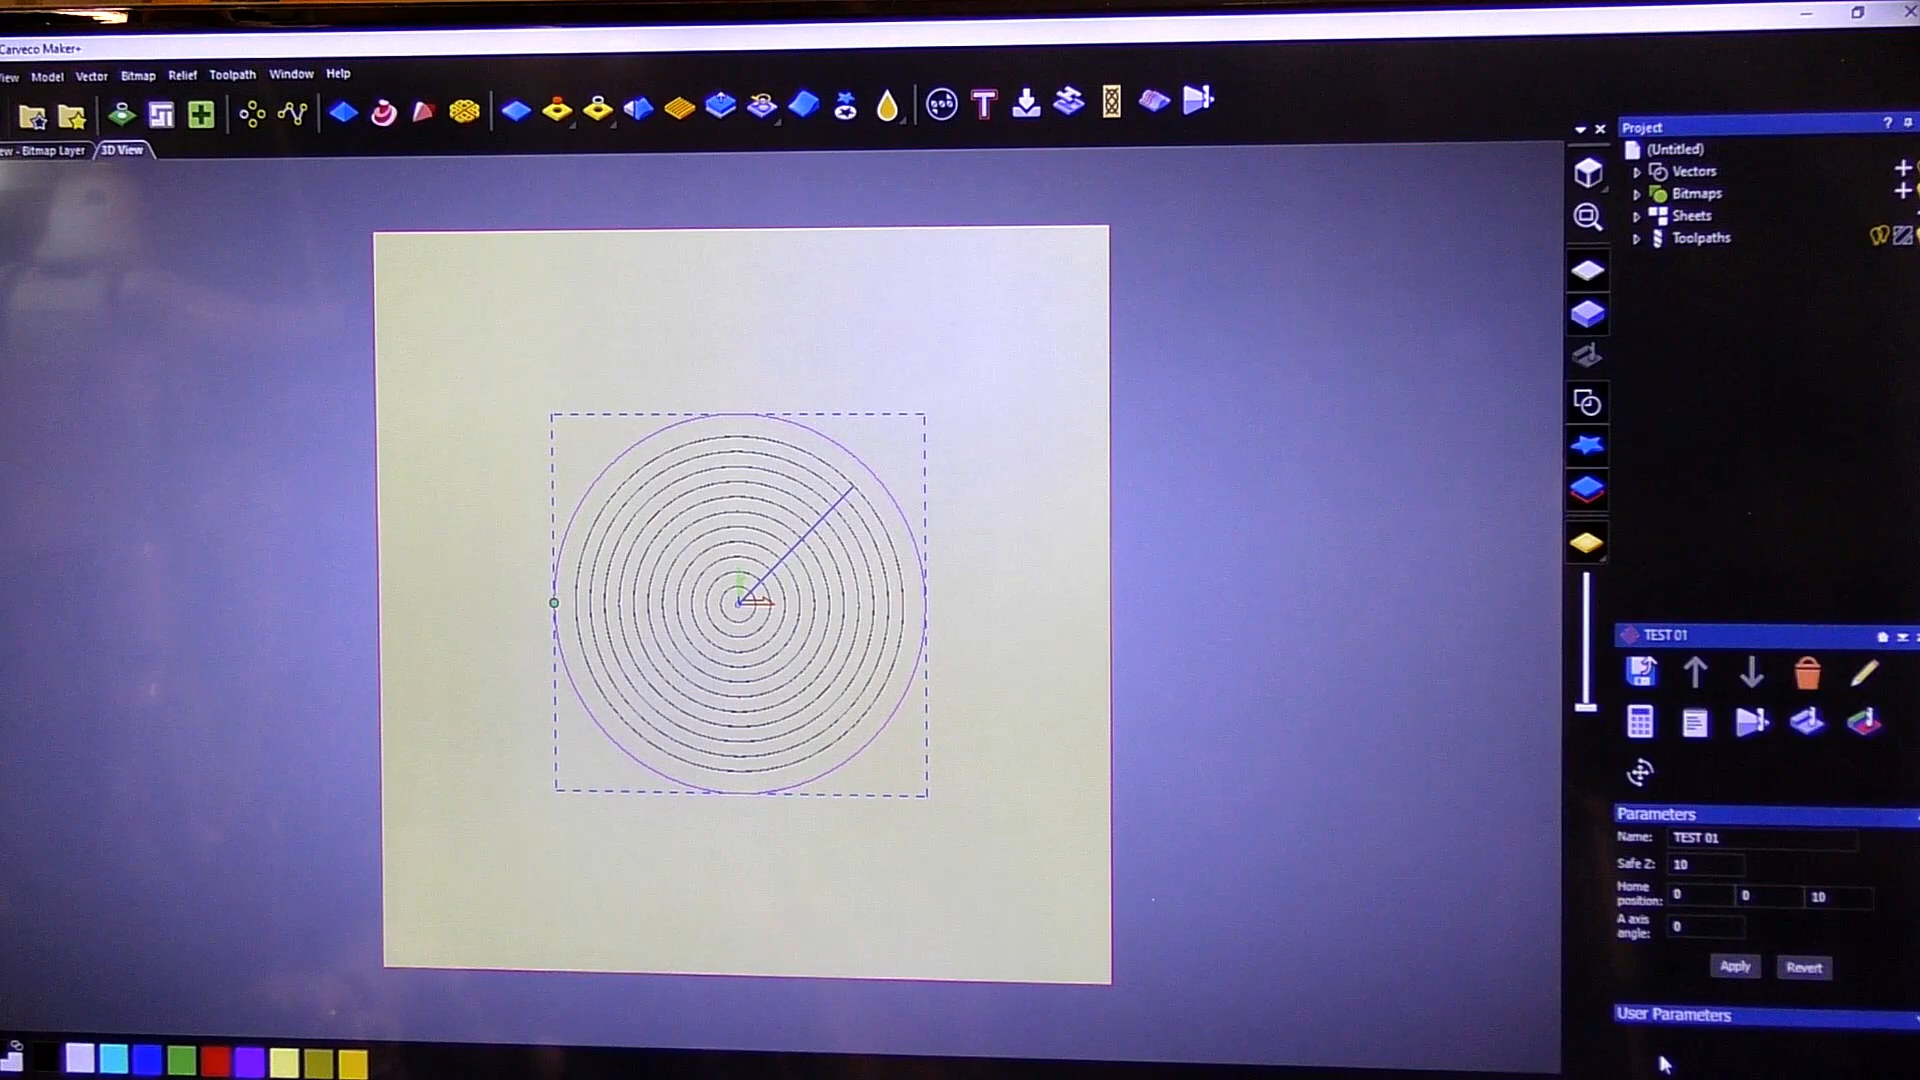 Carveco Maker+
View Model Vector Bitmap Relief Toolpath Window Help
ew - Bitmap Layer 3D View
Project
(Untitled)
Vectors
Bitmaps
Sheets
Toolpaths
TEST 01
Parameters
Name: TEST 01
Safe Z: 10
Home position: 0 0 10
A axis angle: 0
Apply Revert
User Parameters